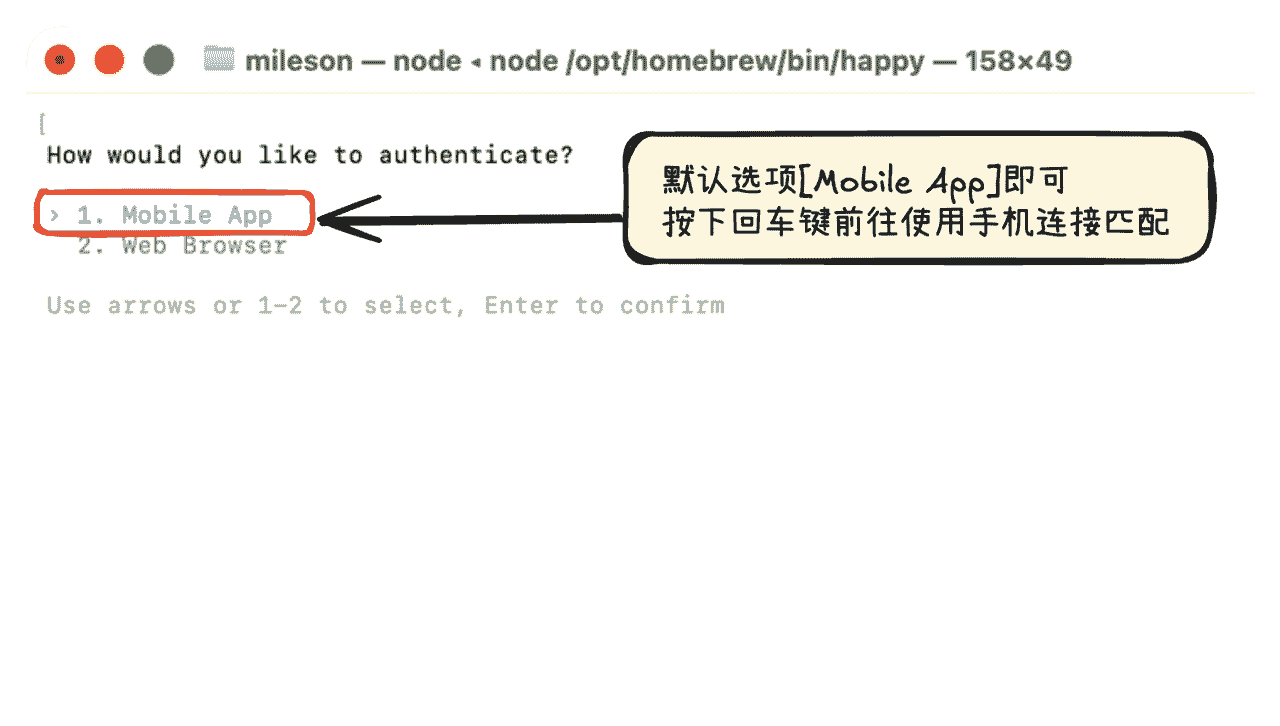 mileson — node ◂ node /opt/homebrew/bin/happy — 158×49
[
How would you like to authenticate?
› 1. Mobile App
2. Web Browser
Use arrows or 1-2 to select, Enter to confirm
默认选项[Mobile App]即可
按下回车键前往使用手机连接匹配